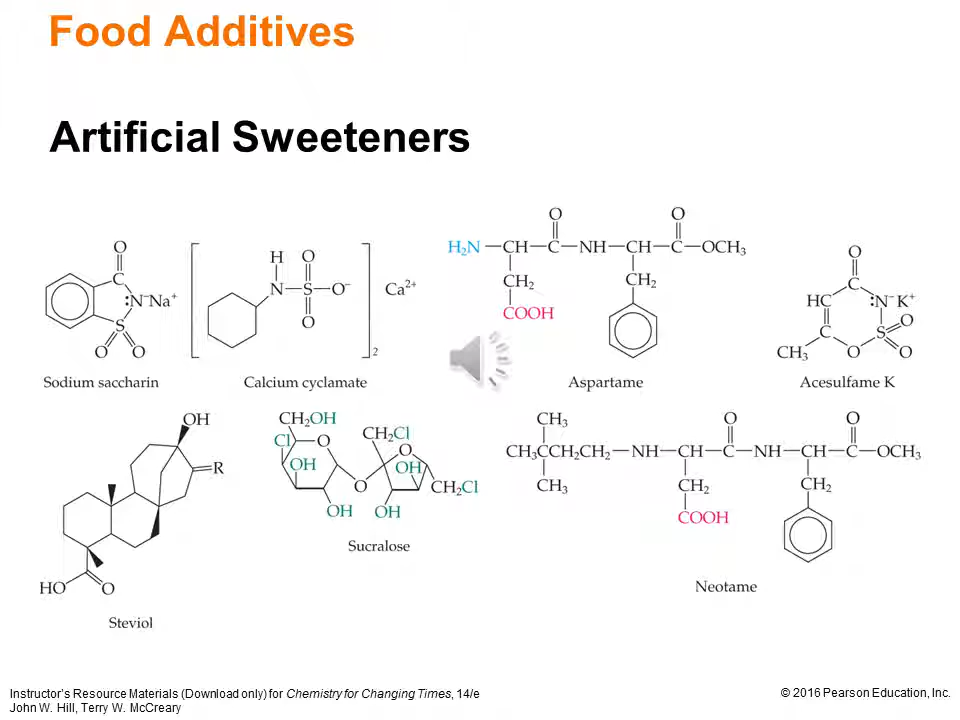 Food Additives
Artificial Sweeteners
O
C
N⁻Na⁺
S
O O
Sodium saccharin
H O
N—S—O⁻
O
Ca²⁺
2
Calcium cyclamate
O O
H₂N—CH—C—NH—CH—C—OCH₃
CH₂ CH₂
COOH
Aspartame
O
C
HC :N⁻K⁺
C S O
CH₃ O O
Acesulfame K
OH
R
HO O
Steviol
CH₂OH
Cl O CH₂Cl
O
OH OH
O CH₂Cl
OH OH
Sucralose
CH₃ O O
CH₃CCH₂CH₂—NH—CH—C—NH—CH—C—OCH₃
CH₃ CH₂ CH₂
COOH
Neotame
Instructor's Resource Materials (Download only) for Chemistry for Changing Times, 14/e
John W. Hill, Terry W. McCreary
© 2016 Pearson Education, Inc.